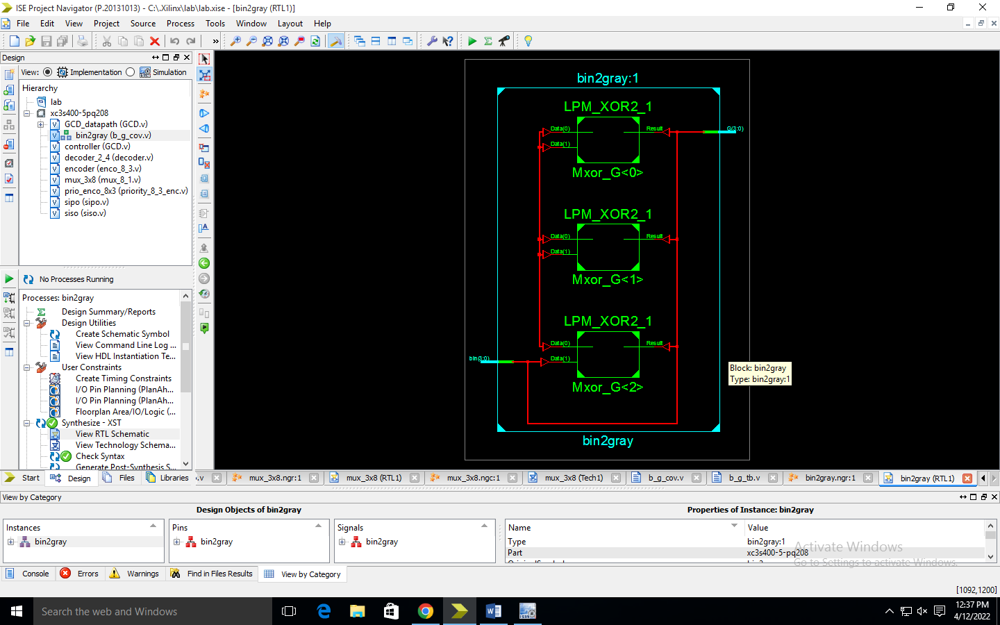 ISE Project Navigator (P.20131013) - C:\.Xilinx\lab\lab.xise - [bin2gray (RTL1)]
File Edit View Project Source Process Tools Window Layout Help
Design
View: Implementation Simulation
Hierarchy
lab
xc3s400-5pq208
GCD_datapath (GCD.v)
bin2gray (b_g_cov.v)
controller (GCD.v)
decoder_2_4 (decoder.v)
encoder (enco_8_3.v)
mux_3x8 (mux_8_1.v)
prio_enco_8x3 (priority_8_3_enc.v)
sipo (sipo.v)
siso (siso.v)
No Processes Running
Processes: bin2gray
Design Summary/Reports
Design Utilities
Create Schematic Symbol
View Command Line Log ...
View HDL Instantiation Te...
User Constraints
Create Timing Constraints
I/O Pin Planning (PlanAh...
I/O Pin Planning (PlanAh...
Floorplan Area/IO/Logic (...
Synthesize - XST
View RTL Schematic
View Technology Schema...
Check Syntax
Generate Post-Synthesis S...
bin2gray:1
LPM_XOR2_1
Data(0) Result G(3:0)
Data(1)
Mxor_G<0>
LPM_XOR2_1
Data(0) Result
Data(1)
Mxor_G<1>
LPM_XOR2_1
Data(0) Result
bin(3:0) Data(1)
Mxor_G<2>
bin2gray
Block: bin2gray
Type: bin2gray:1
Start Design Files Libraries
.v mux_3x8.ngr:1 mux_3x8 (RTL1) mux_3x8.ngc:1 mux_3x8 (Tech1) b_g_cov.v b_g_tb.v bin2gray.ngr:1 bin2gray (RTL1)
View by Category
Design Objects of bin2gray Properties of Instance: bin2gray
Instances Pins Signals Name Value
bin2gray bin2gray bin2gray Type bin2gray:1
Part xc3s400-5-pq208
Activate Windows
Go to Settings to activate Windows.
Console Errors Warnings Find in Files Results View by Category
[1092,1200]
Search the web and Windows
12:37 PM
4/12/2022